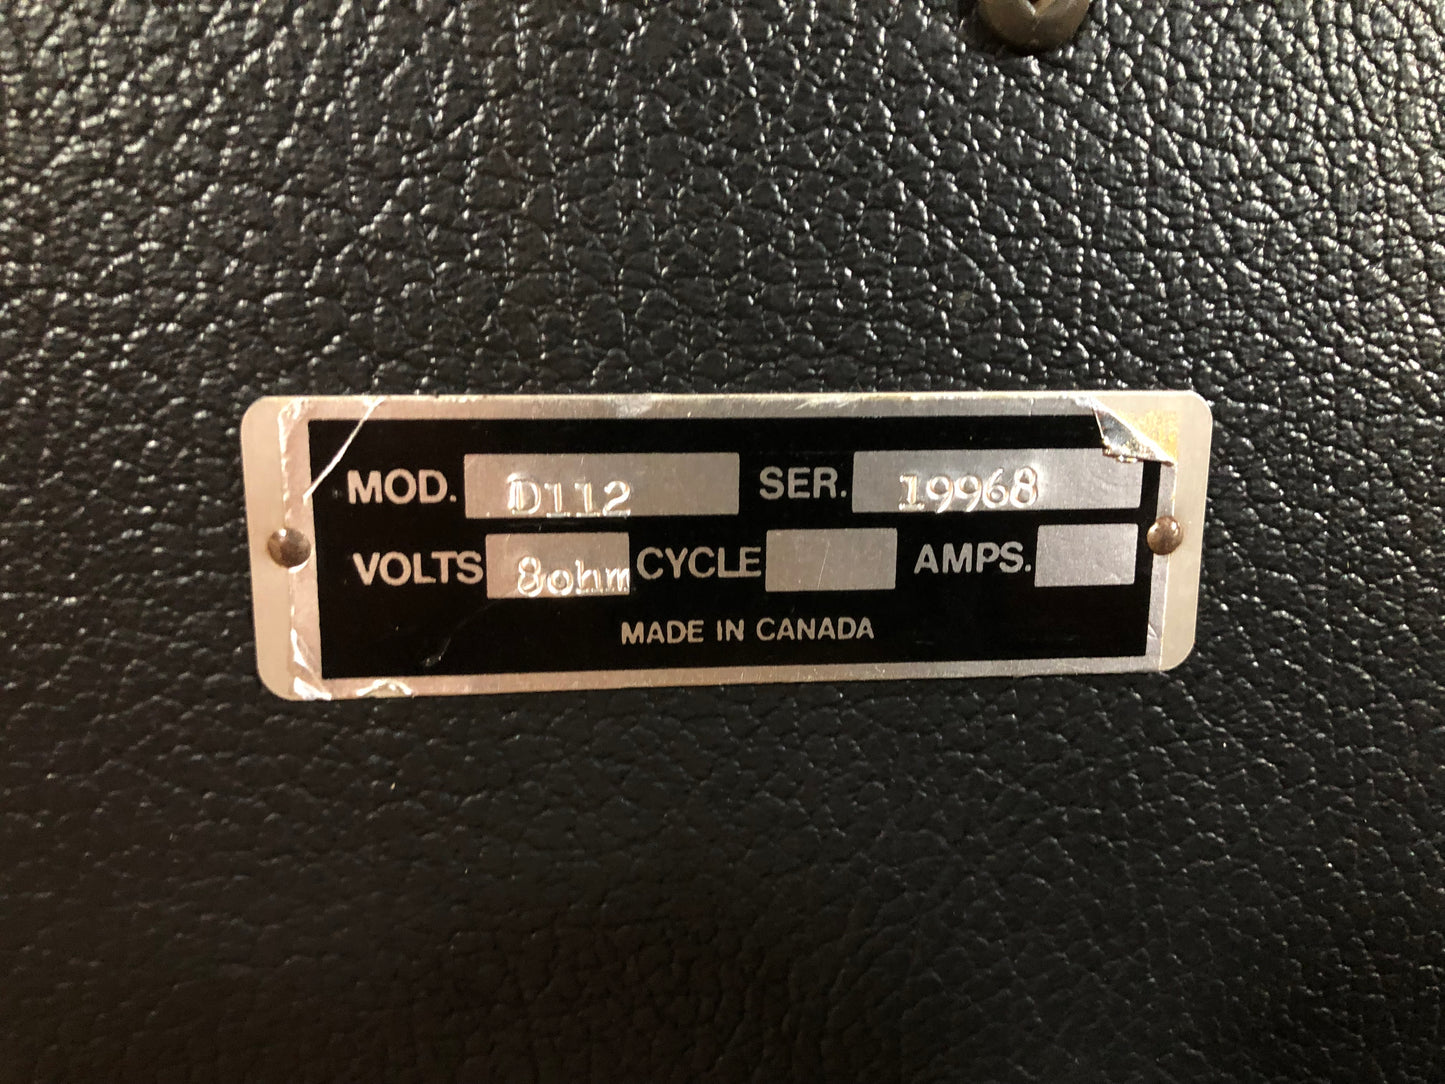 MOD. D112 SER. 19968
VOLTS 8ohm CYCLE AMPS.
MADE IN CANADA